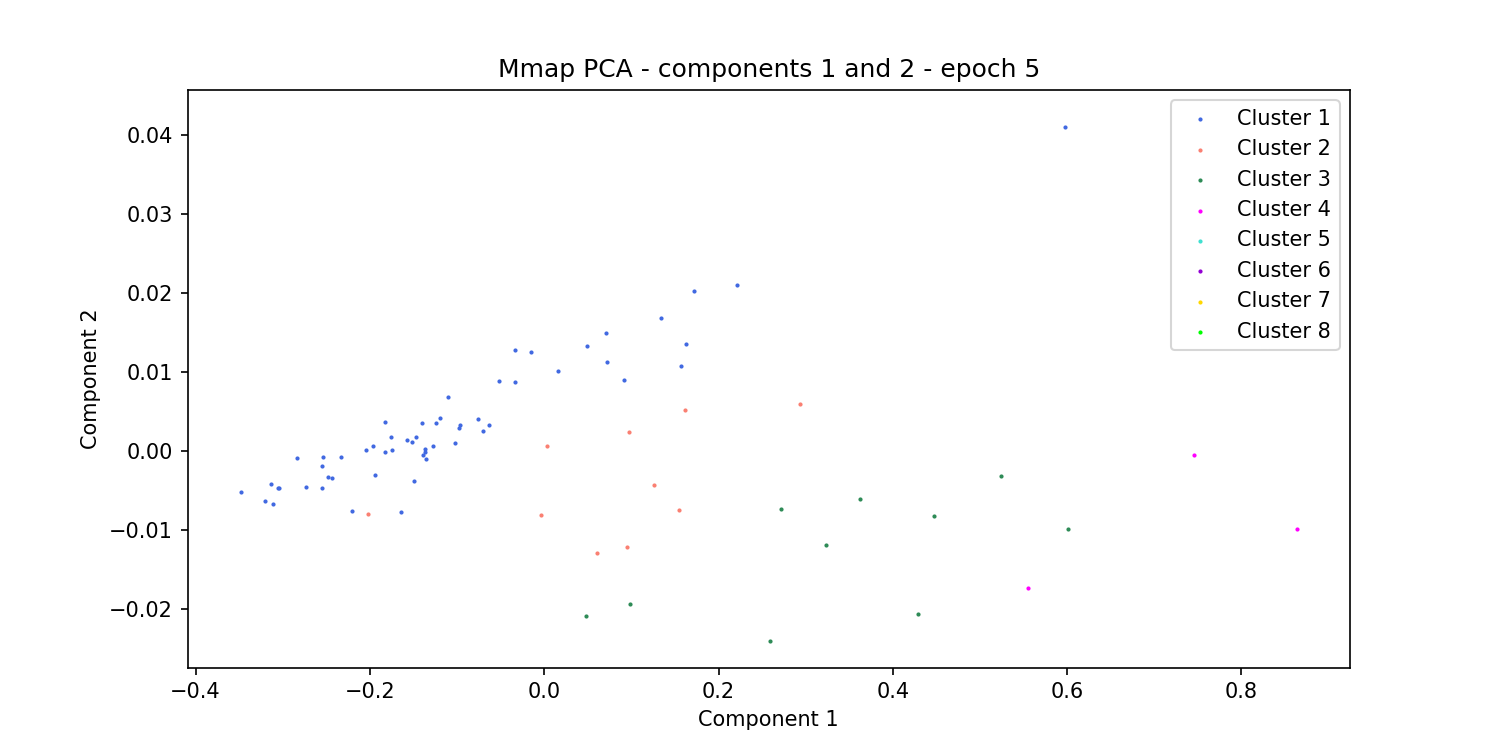 Mmap PCA - components 1 and 2 - epoch 5
Cluster 1
Cluster 2
Cluster 3
Cluster 4
Cluster 5
Cluster 6
Cluster 7
Cluster 8
Component 2
0.04
0.03
0.02
0.01
0.00
−0.01
−0.02
−0.4
−0.2
0.0
0.2
0.4
0.6
0.8
Component 1